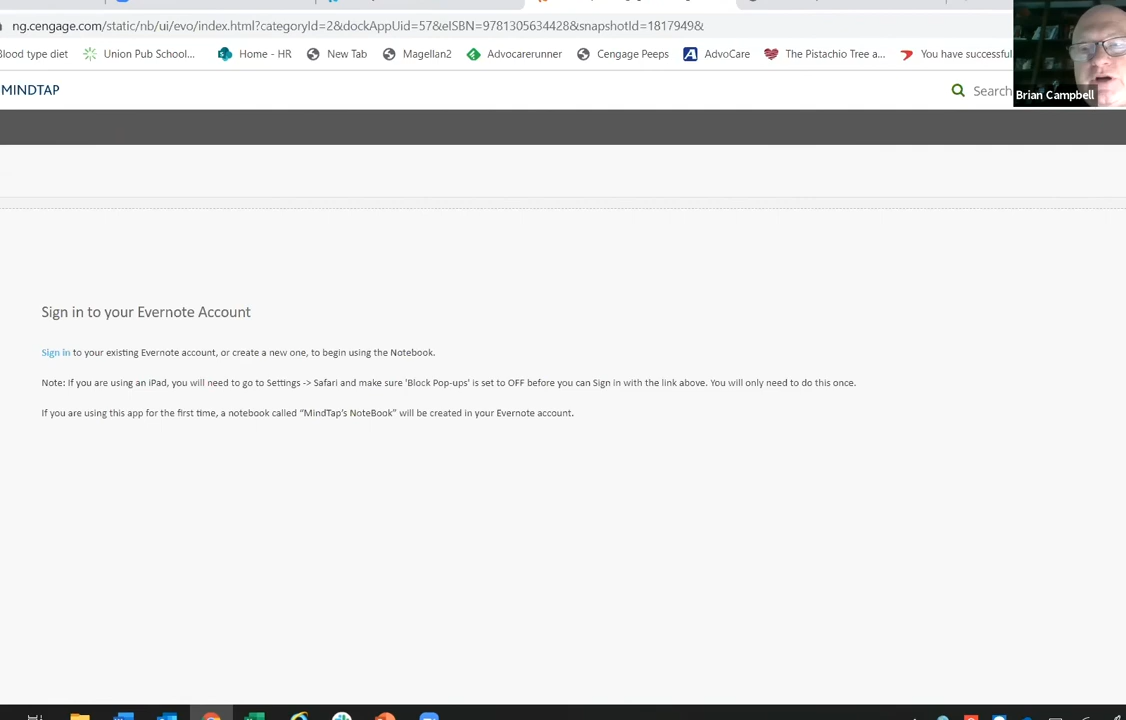 ng.cengage.com/static/nb/ui/evo/index.html?categoryId=2&dockAppUid=57&eISBN=9781305634428&snapshotId=1817949&
Blood type diet Union Pub School... Home - HR New Tab Magellan2 Advocarerunner Cengage Peeps AdvoCare The Pistachio Tree a... You have successful
MINDTAP Search
Brian Campbell
Sign in to your Evernote Account
Sign in to your existing Evernote account, or create a new one, to begin using the Notebook.
Note: If you are using an iPad, you will need to go to Settings -> Safari and make sure 'Block Pop-ups' is set to OFF before you can Sign in with the link above. You will only need to do this once.
If you are using this app for the first time, a notebook called “MindTap’s NoteBook” will be created in your Evernote account.